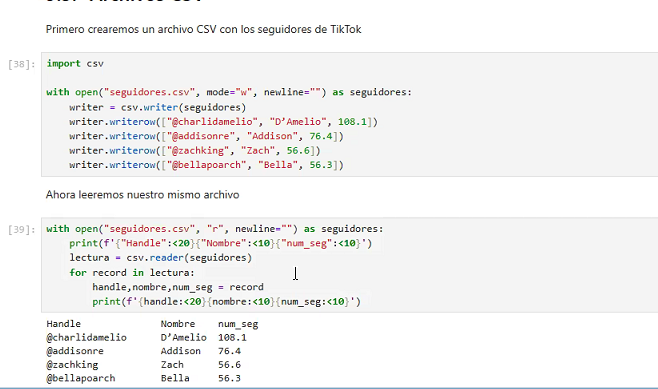 Primero crearemos un archivo CSV con los seguidores de TikTok
[38]: import csv
with open("seguidores.csv", mode="w", newline="") as seguidores:
writer = csv.writer(seguidores)
writer.writerow(["@charlidamelio", "D’Amelio", 108.1])
writer.writerow(["@addisonre", "Addison", 76.4])
writer.writerow(["@zachking", "Zach", 56.6])
writer.writerow(["@bellapoarch", "Bella", 56.3])
Ahora leeremos nuestro mismo archivo
[39]: with open("seguidores.csv", "r", newline="") as seguidores:
print(f'{"Handle":<20}{"Nombre":<10}{"num_seg":<10}')
lectura = csv.reader(seguidores)
for record in lectura:
handle,nombre,num_seg = record
print(f'{handle:<20}{nombre:<10}{num_seg:<10}')
Handle Nombre num_seg
@charlidamelio D’Amelio 108.1
@addisonre Addison 76.4
@zachking Zach 56.6
@bellapoarch Bella 56.3